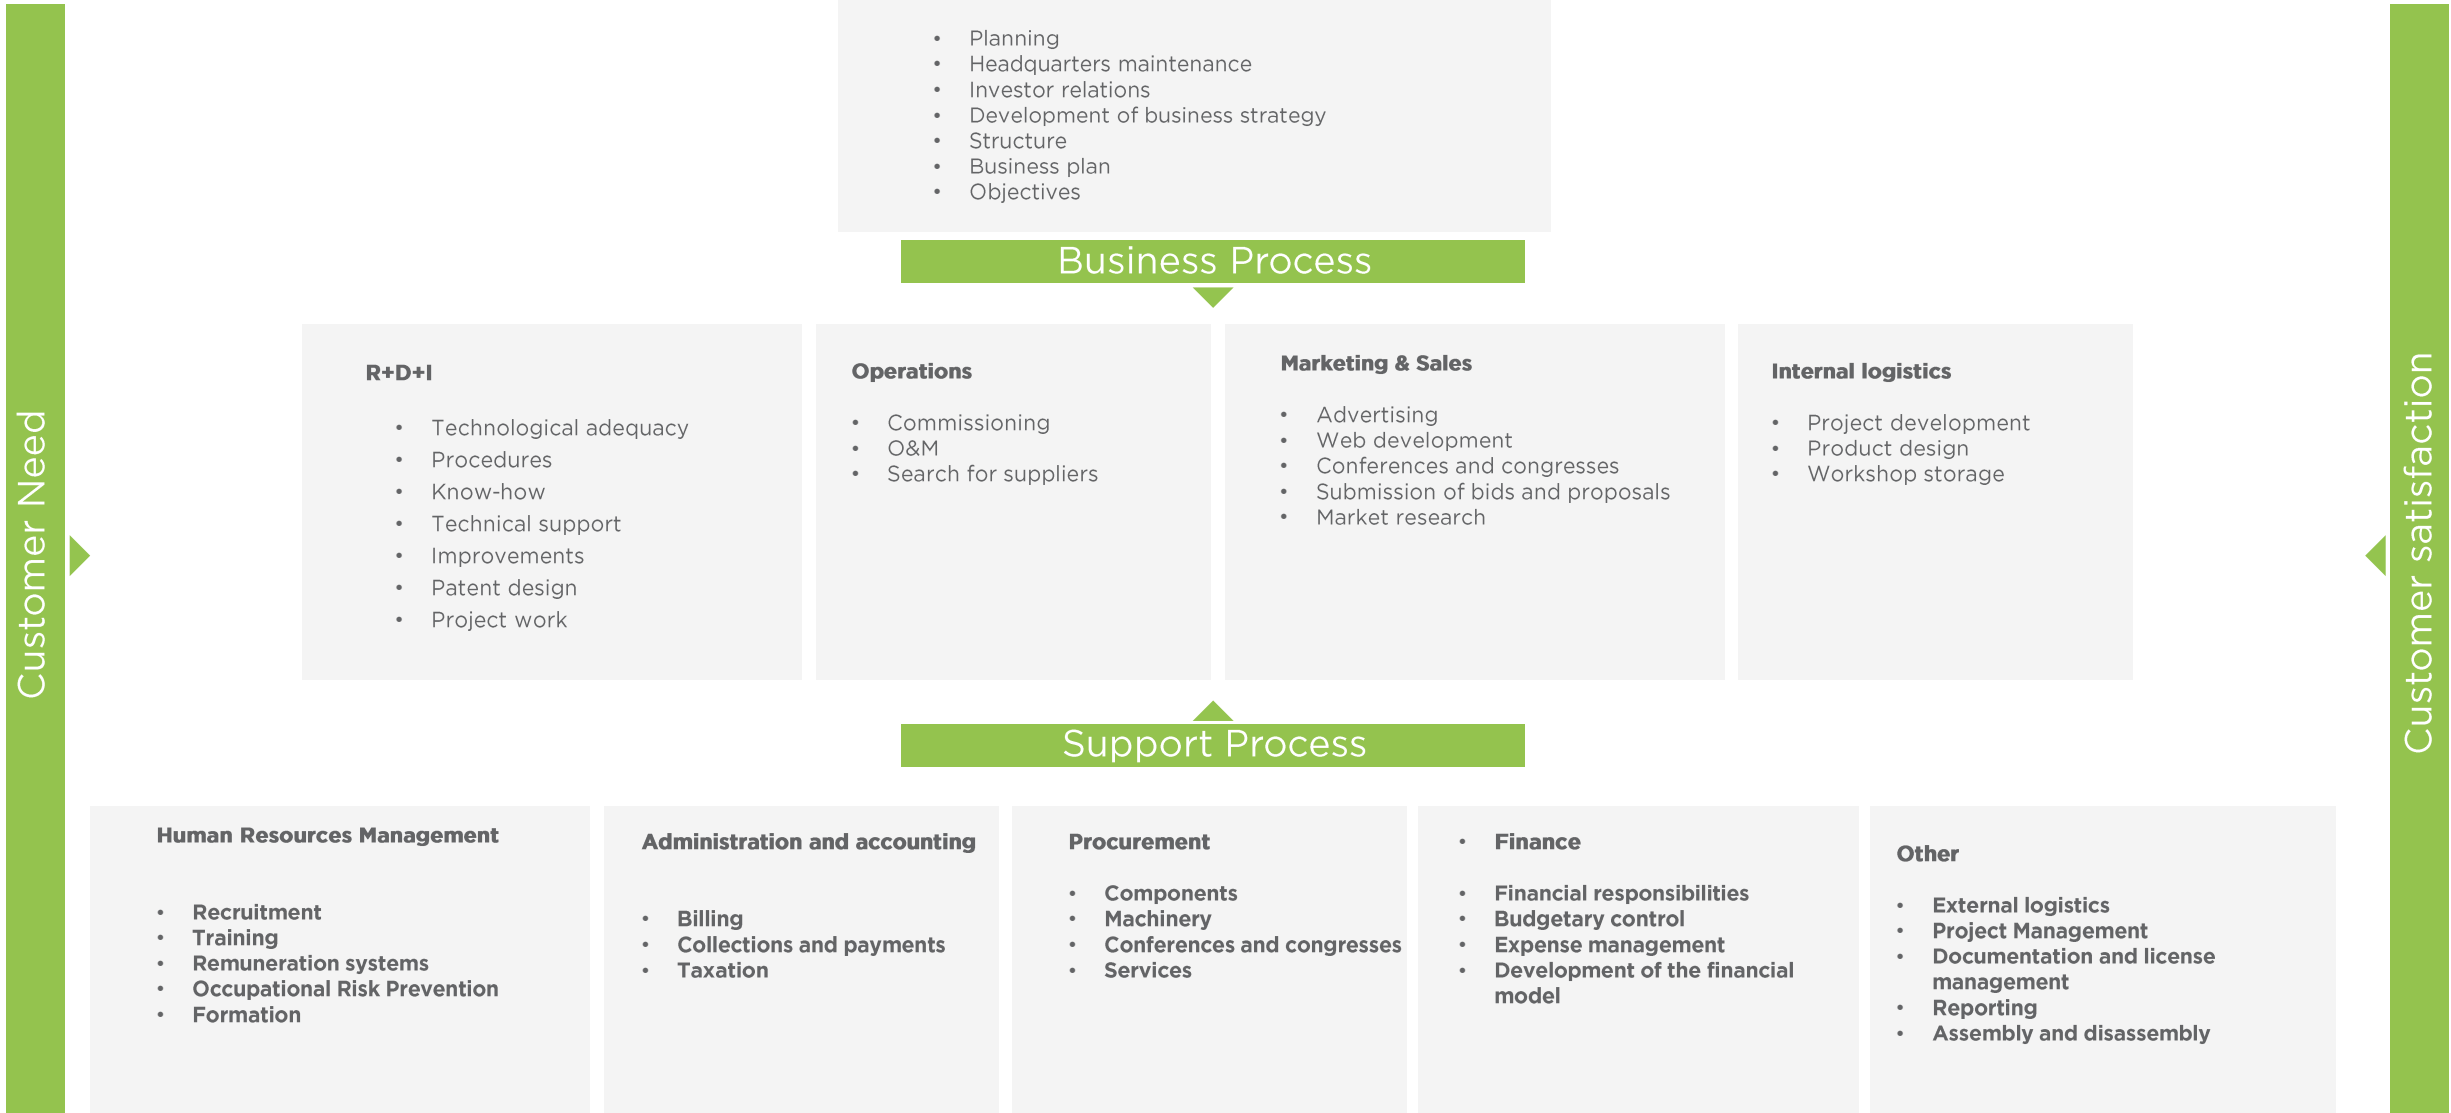 • Planning
• Headquarters maintenance
• Investor relations
• Development of business strategy
• Structure
• Business plan
• Objectives
Business Process
Customer Need
R+D+I
• Technological adequacy
• Procedures
• Know-how
• Technical support
• Improvements
• Patent design
• Project work
Operations
• Commissioning
• O&M
• Search for suppliers
Marketing & Sales
• Advertising
• Web development
• Conferences and congresses
• Submission of bids and proposals
• Market research
Internal logistics
• Project development
• Product design
• Workshop storage
Customer satisfaction
Support Process
Human Resources Management
• Recruitment
• Training
• Remuneration systems
• Occupational Risk Prevention
• Formation
Administration and accounting
• Billing
• Collections and payments
• Taxation
Procurement
• Components
• Machinery
• Conferences and congresses
• Services
• Finance
• Financial responsibilities
• Budgetary control
• Expense management
• Development of the financial
model
Other
• External logistics
• Project Management
• Documentation and license
management
• Reporting
• Assembly and disassembly